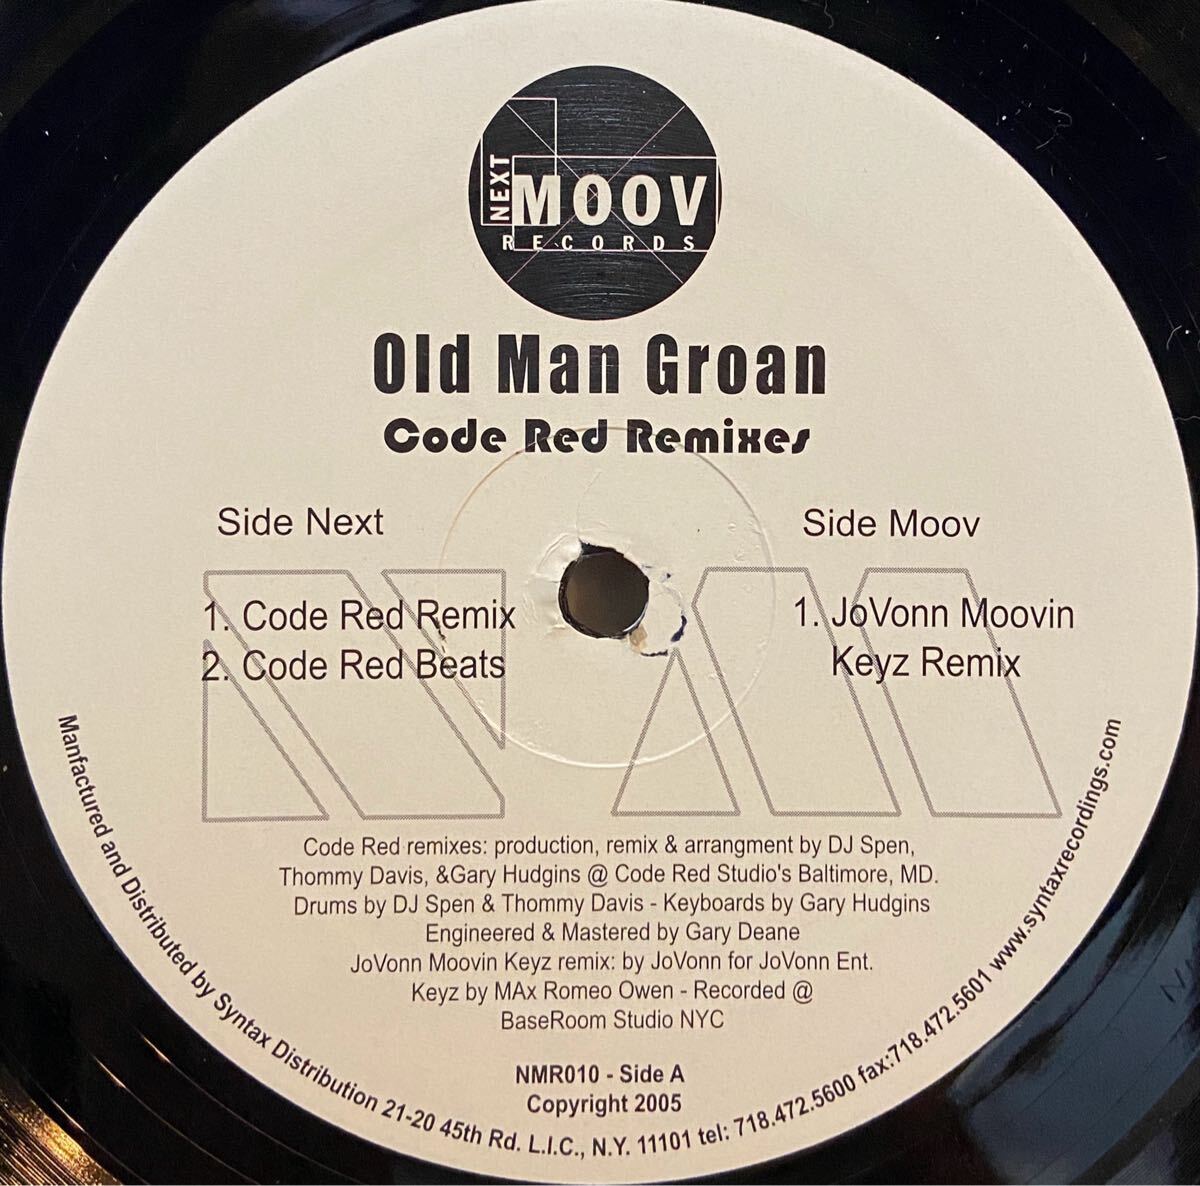 NEXT
MOOV
RECORDS
Old Man Groan
Code Red Remixes
Side Next
1. Code Red Remix
2. Code Red Beats
Side Moov
1. JoVonn Moovin
Keyz Remix
Code Red remixes: production, remix & arrangment by DJ Spen,
Thommy Davis, &Gary Hudgins @ Code Red Studio's Baltimore, MD.
Drums by DJ Spen & Thommy Davis - Keyboards by Gary Hudgins
Engineered & Mastered by Gary Deane
JoVonn Moovin Keyz remix: by JoVonn for JoVonn Ent.
Keyz by MAx Romeo Owen - Recorded @
BaseRoom Studio NYC
NMR010 - Side A
Copyright 2005
Manfactured and Distributed by Syntax Distribution 21-20 45th Rd. L.I.C., N.Y. 11101 tel: 718.472.5600 fax:718.472.5601 www.syntaxrecordings.com